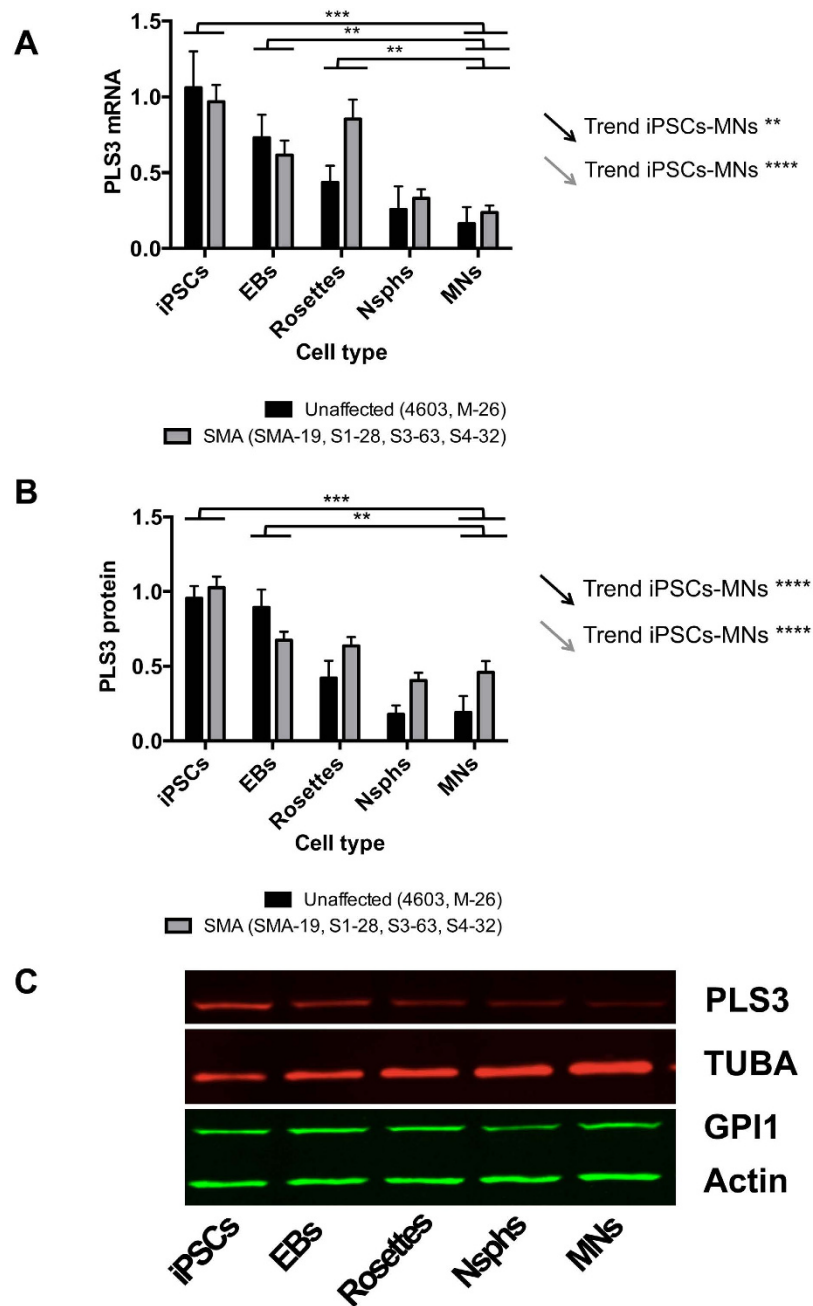 A
***
**
**
1.5
1.0
0.5
0.0
PLS3 mRNA
iPSCs
EBs
Rosettes
Nsphs
MNs
Cell type
Trend iPSCs-MNs **
Trend iPSCs-MNs ****
Unaffected (4603, M-26)
SMA (SMA-19, S1-28, S3-63, S4-32)
B
***
**
1.5
1.0
0.5
0.0
PLS3 protein
iPSCs
EBs
Rosettes
Nsphs
MNs
Cell type
Trend iPSCs-MNs ****
Trend iPSCs-MNs ****
Unaffected (4603, M-26)
SMA (SMA-19, S1-28, S3-63, S4-32)
C
PLS3
TUBA
GPI1
Actin
iPSCs
EBs
Rosettes
Nsphs
MNs